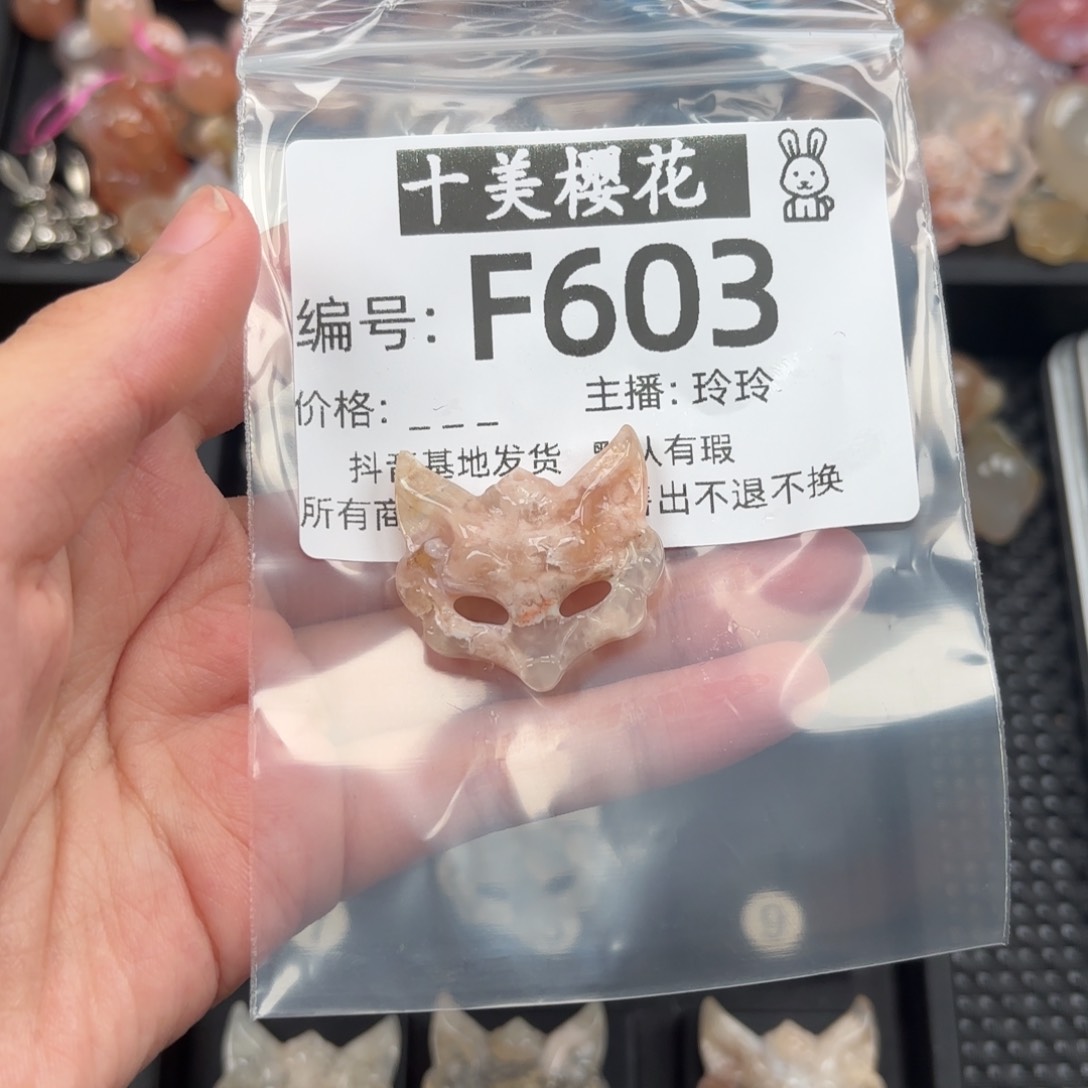 十美樱花
编号: F603
价格: _ _ _
主播: 玲玲
抖音基地发货 默认有瑕
所有商 售出不退不换